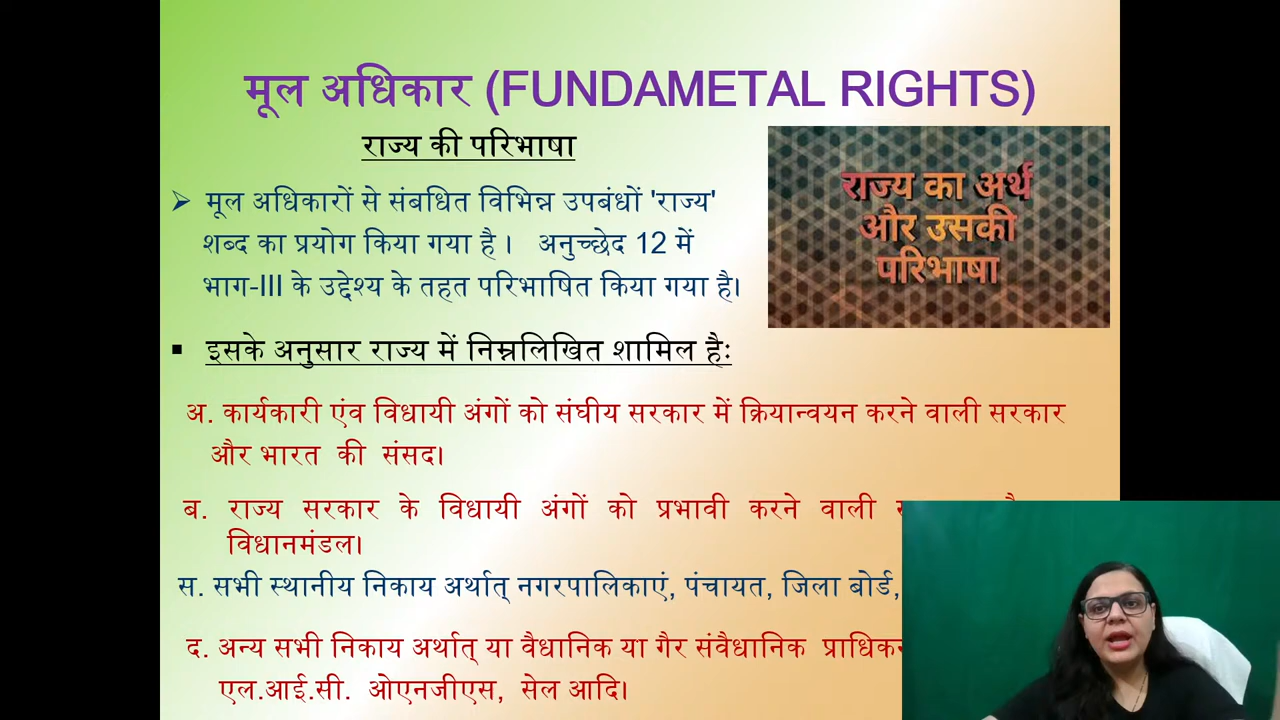 मूल अधिकार (FUNDAMETAL RIGHTS)
राज्य की परिभाषा
राज्य का अर्थ
और उसकी
परिभाषा
➢ मूल अधिकारों से संबधित विभिन्न उपबंधों 'राज्य'
शब्द का प्रयोग किया गया है। अनुच्छेद 12 में
भाग-III के उद्देश्य के तहत परिभाषित किया गया है।
▪ इसके अनुसार राज्य में निम्नलिखित शामिल हैः
अ. कार्यकारी एंव विधायी अंगों को संघीय सरकार में क्रियान्वयन करने वाली सरकार
और भारत की संसद।
ब. राज्य सरकार के विधायी अंगों को प्रभावी करने वाली
विधानमंडल।
स. सभी स्थानीय निकाय अर्थात् नगरपालिकाएं, पंचायत, जिला बोर्ड,
द. अन्य सभी निकाय अर्थात् या वैधानिक या गैर संवैधानिक
एल.आई.सी. ओएनजीएस, सेल आदि।